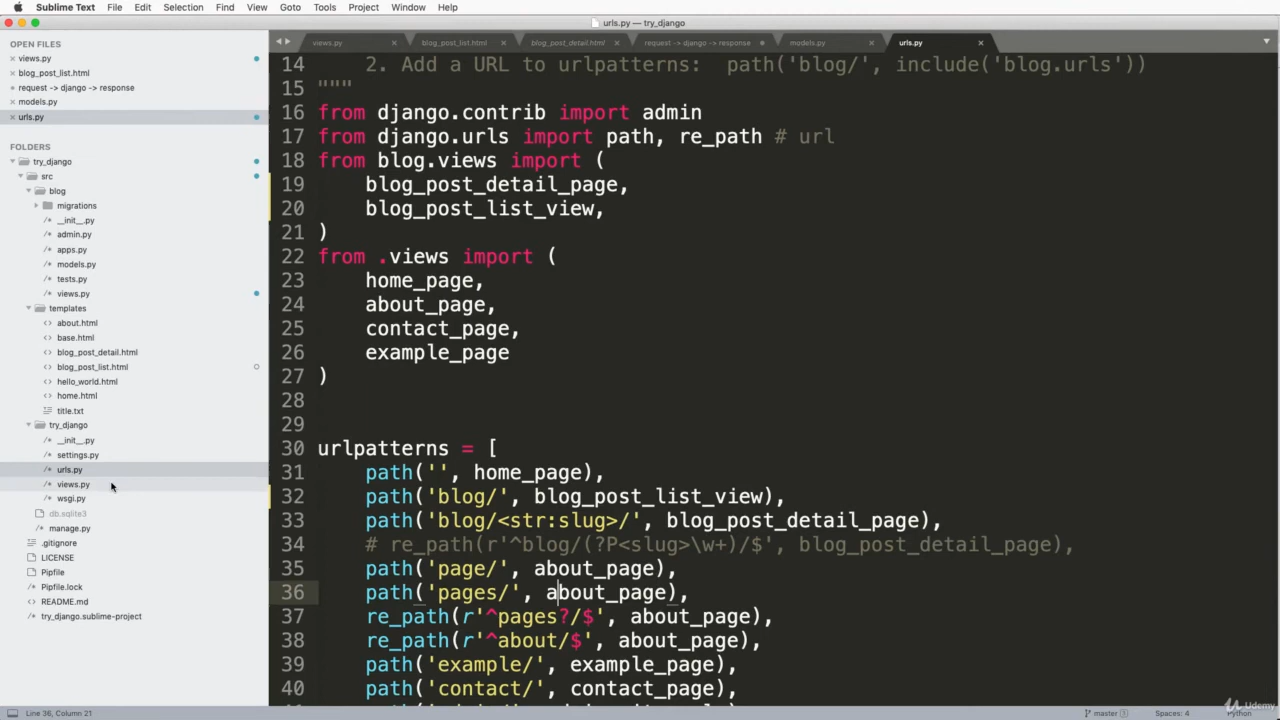 Sublime Text File Edit Selection Find View Goto Tools Project Window Help
urls.py — try_django
OPEN FILES
views.py
blog_post_list.html
request -> django -> response
models.py
urls.py
FOLDERS
try_django
src
blog
migrations
__init__.py
admin.py
apps.py
models.py
tests.py
views.py
templates
about.html
base.html
blog_post_detail.html
blog_post_list.html
hello_world.html
home.html
title.txt
try_django
__init__.py
settings.py
urls.py
views.py
wsgi.py
db.sqlite3
manage.py
.gitignore
LICENSE
Pipfile
Pipfile.lock
README.md
try_django.sublime-project
views.py blog_post_list.html blog_post_detail.html request -> django -> response models.py urls.py
14 2. Add a URL to urlpatterns:  path('blog/', include('blog.urls'))
15 """
16 from django.contrib import admin
17 from django.urls import path, re_path # url
18 from blog.views import (
19 blog_post_detail_page,
20 blog_post_list_view,
21 )
22 from .views import (
23 home_page,
24 about_page,
25 contact_page,
26 example_page
27 )
28
29
30 urlpatterns = [
31 path('', home_page),
32 path('blog/', blog_post_list_view),
33 path('blog/<str:slug>/', blog_post_detail_page),
34 # re_path(r'^blog/(?P<slug>\w+)/$', blog_post_detail_page),
35 path('page/', about_page),
36 path('pages/', about_page),
37 re_path(r'^pages?/$', about_page),
38 re_path(r'^about/$', about_page),
39 path('example/', example_page),
40 path('contact/', contact_page),
Line 36, Column 21 master Spaces: 4 Python
Udemy